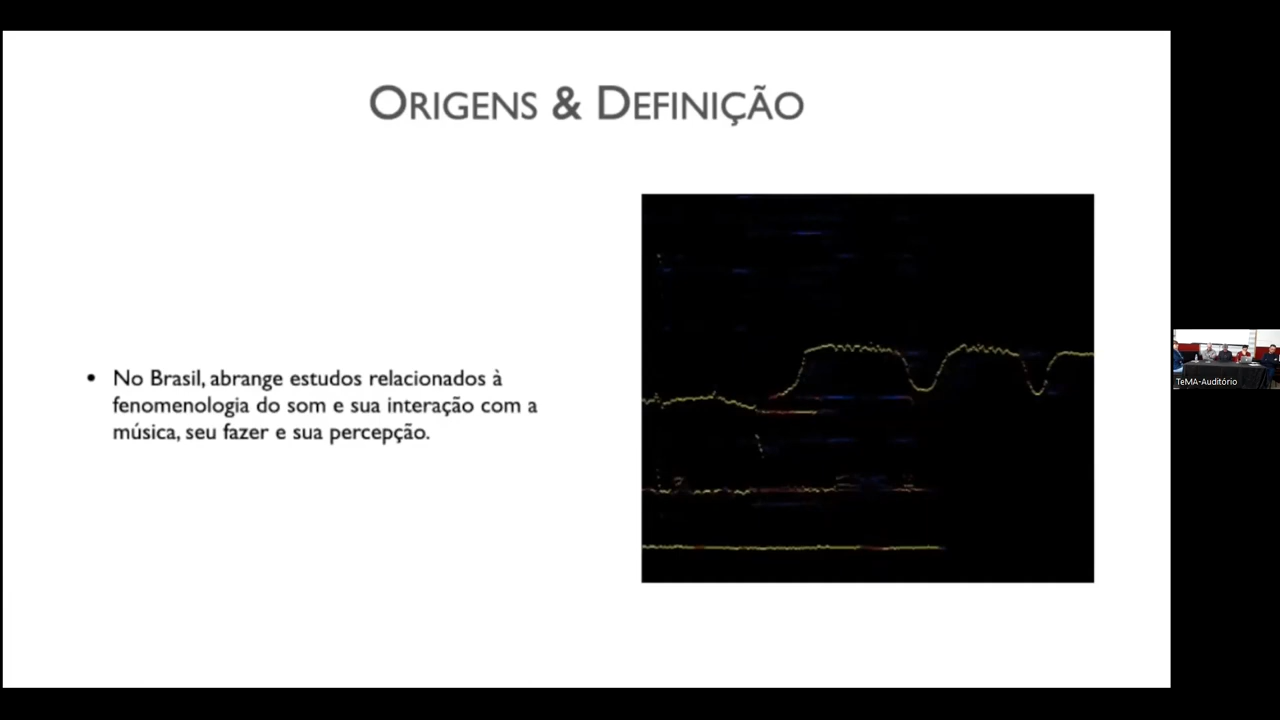 ORIGENS & DEFINIÇÃO
• No Brasil, abrange estudos relacionados à
fenomenologia do som e sua interação com a
música, seu fazer e sua percepção.
TeMA-Auditório